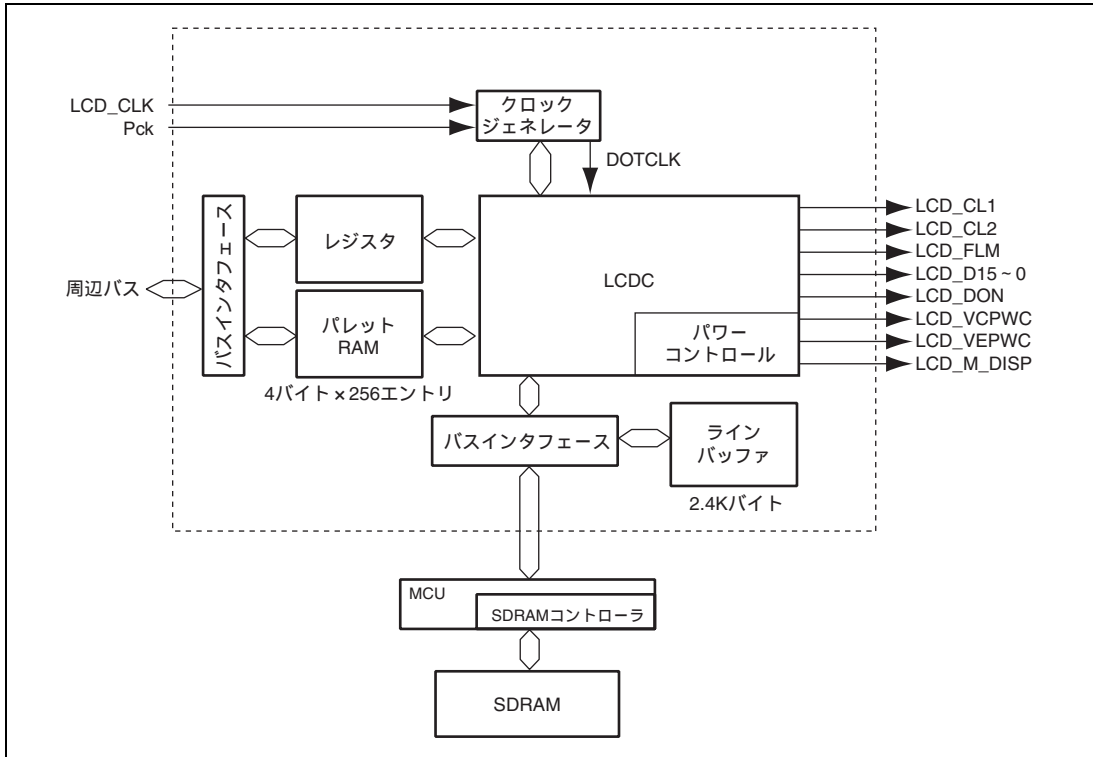 LCD_CLK
Pck
クロック
ジェネレータ
DOTCLK
周辺バス
バスインタフェース
レジスタ
パレット
RAM
4バイト×256エントリ
LCDC
パワー
コントロール
LCD_CL1
LCD_CL2
LCD_FLM
LCD_D15~0
LCD_DON
LCD_VCPWC
LCD_VEPWC
LCD_M_DISP
バスインタフェース
ライン
バッファ
2.4Kバイト
MCU
SDRAMコントローラ
SDRAM